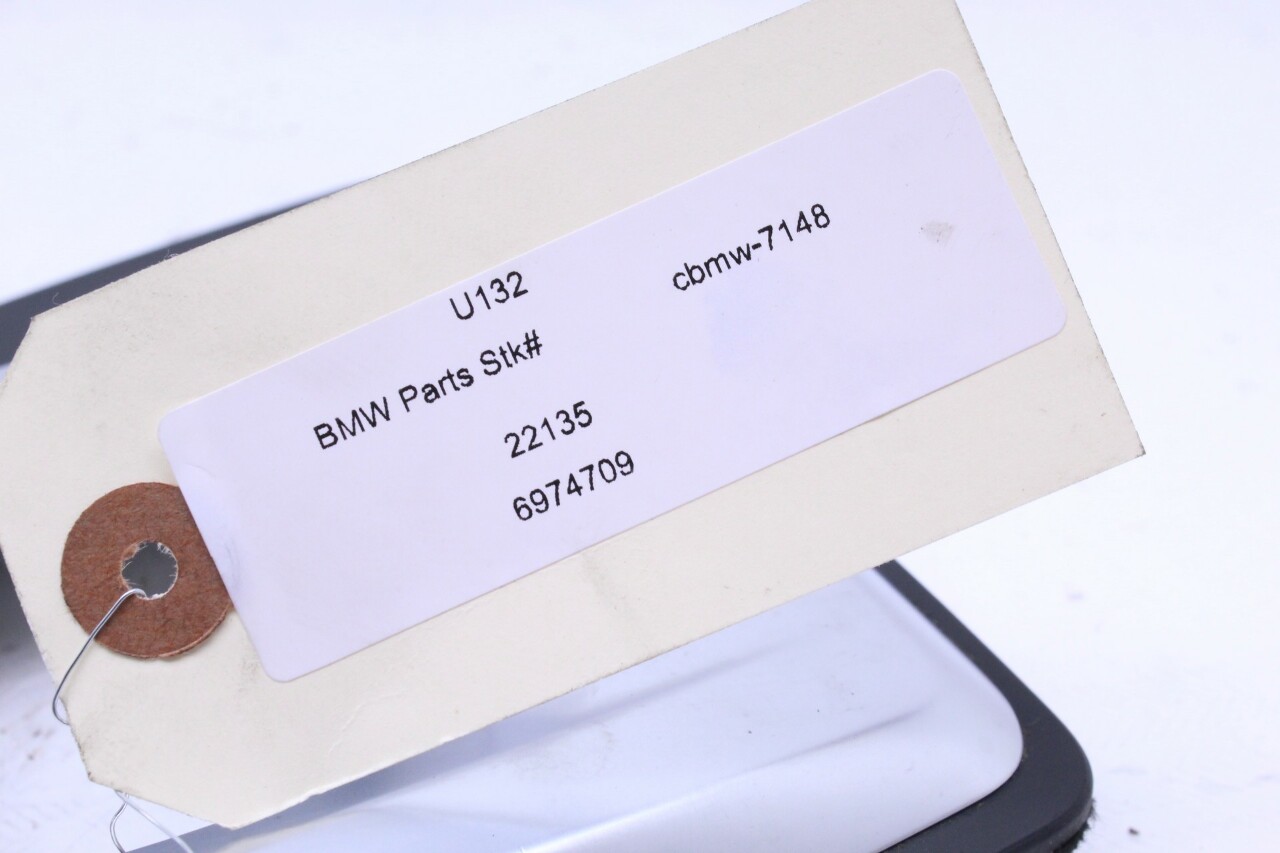 U132
cbmw-7148
BMW Parts Stk#
22135
6974709